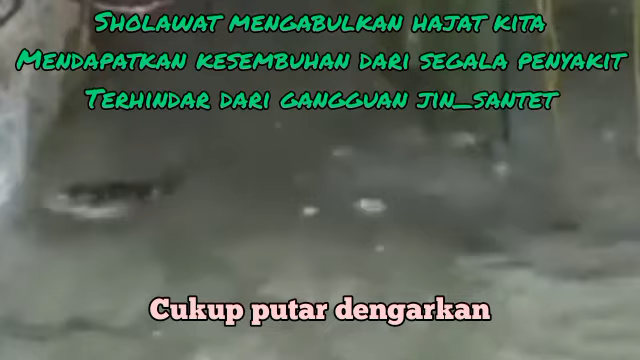 Sholawat mengabulkan hajat kita
Mendapatkan kesembuhan dari segala penyakit
Terhindar dari gangguan jin_santet
Cukup putar dengarkan